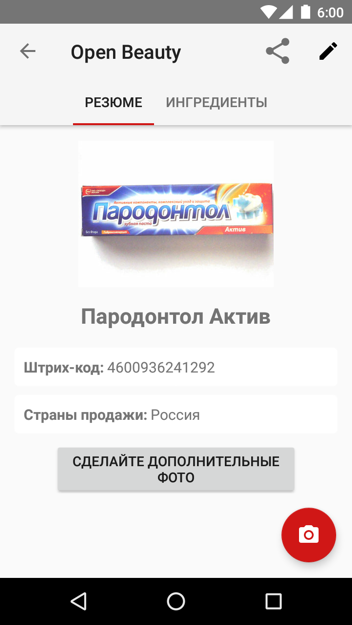 6:00
Open Beauty
РЕЗЮМЕ
ИНГРЕДИЕНТЫ
Пародонтол
Актив
Пародонтол Актив
Штрих-код: 4600936241292
Страны продажи: Россия
СДЕЛАЙТЕ ДОПОЛНИТЕЛЬНЫЕ
ФОТО